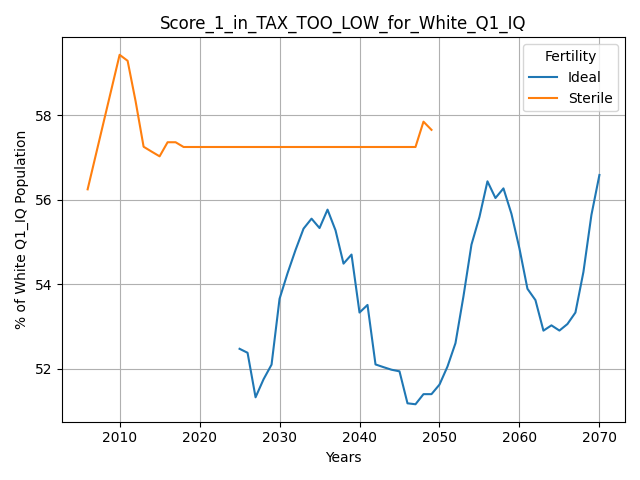 Score_1_in_TAX_TOO_LOW_for_White_Q1_IQ
Fertility
Ideal
Sterile
% of White Q1_IQ Population
58
56
54
52
2010 2020 2030 2040 2050 2060 2070
Years